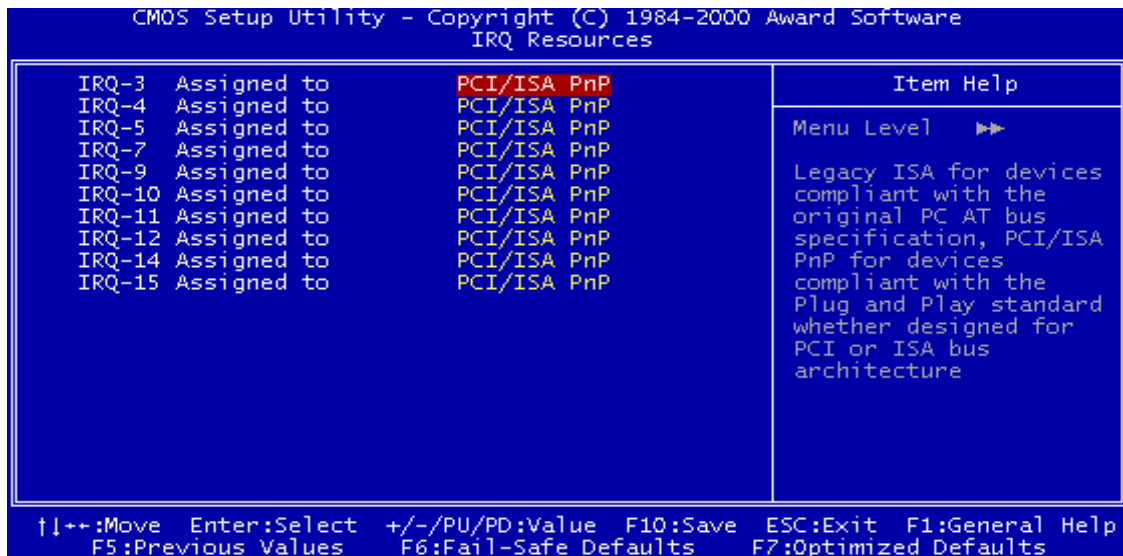 CMOS Setup Utility - Copyright (C) 1984-2000 Award Software
IRQ Resources
IRQ-3 Assigned to PCI/ISA PnP
IRQ-4 Assigned to PCI/ISA PnP
IRQ-5 Assigned to PCI/ISA PnP
IRQ-7 Assigned to PCI/ISA PnP
IRQ-9 Assigned to PCI/ISA PnP
IRQ-10 Assigned to PCI/ISA PnP
IRQ-11 Assigned to PCI/ISA PnP
IRQ-12 Assigned to PCI/ISA PnP
IRQ-14 Assigned to PCI/ISA PnP
IRQ-15 Assigned to PCI/ISA PnP
Item Help
Menu Level ▶▶
Legacy ISA for devices
compliant with the
original PC AT bus
specification, PCI/ISA
PnP for devices
compliant with the
Plug and Play standard
whether designed for
PCI or ISA bus
architecture
↑↓←→:Move Enter:Select +/-/PU/PD:Value F10:Save ESC:Exit F1:General Help
F5:Previous Values F6:Fail-Safe Defaults F7:Optimized Defaults